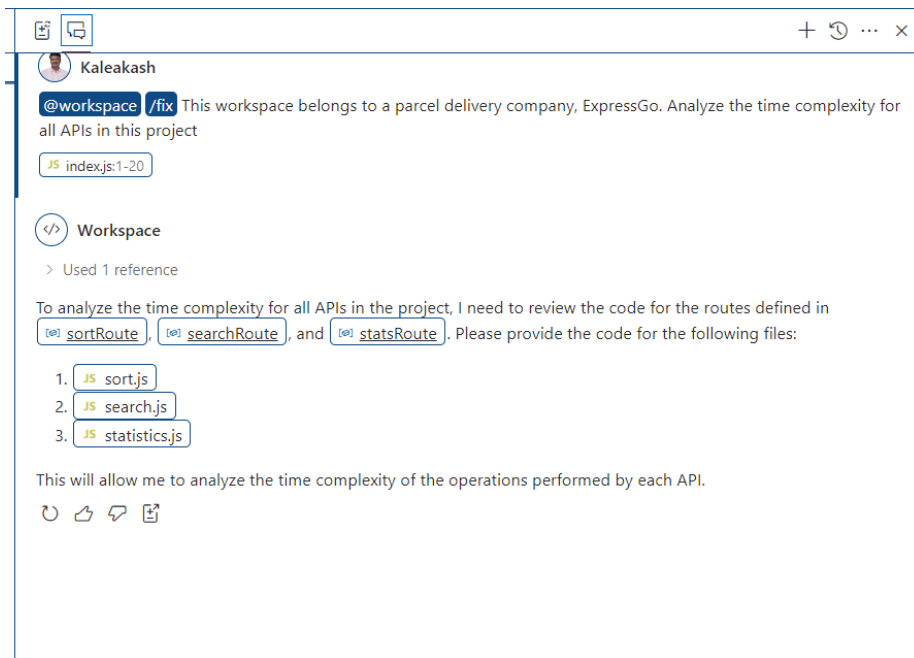 Kaleakash
@workspace /fix This workspace belongs to a parcel delivery company, ExpressGo. Analyze the time complexity for
all APIs in this project
JS index.js:1-20
Workspace
Used 1 reference
To analyze the time complexity for all APIs in the project, I need to review the code for the routes defined in
sortRoute, searchRoute, and statsRoute. Please provide the code for the following files:
1. JS sort.js
2. JS search.js
3. JS statistics.js
This will allow me to analyze the time complexity of the operations performed by each API.